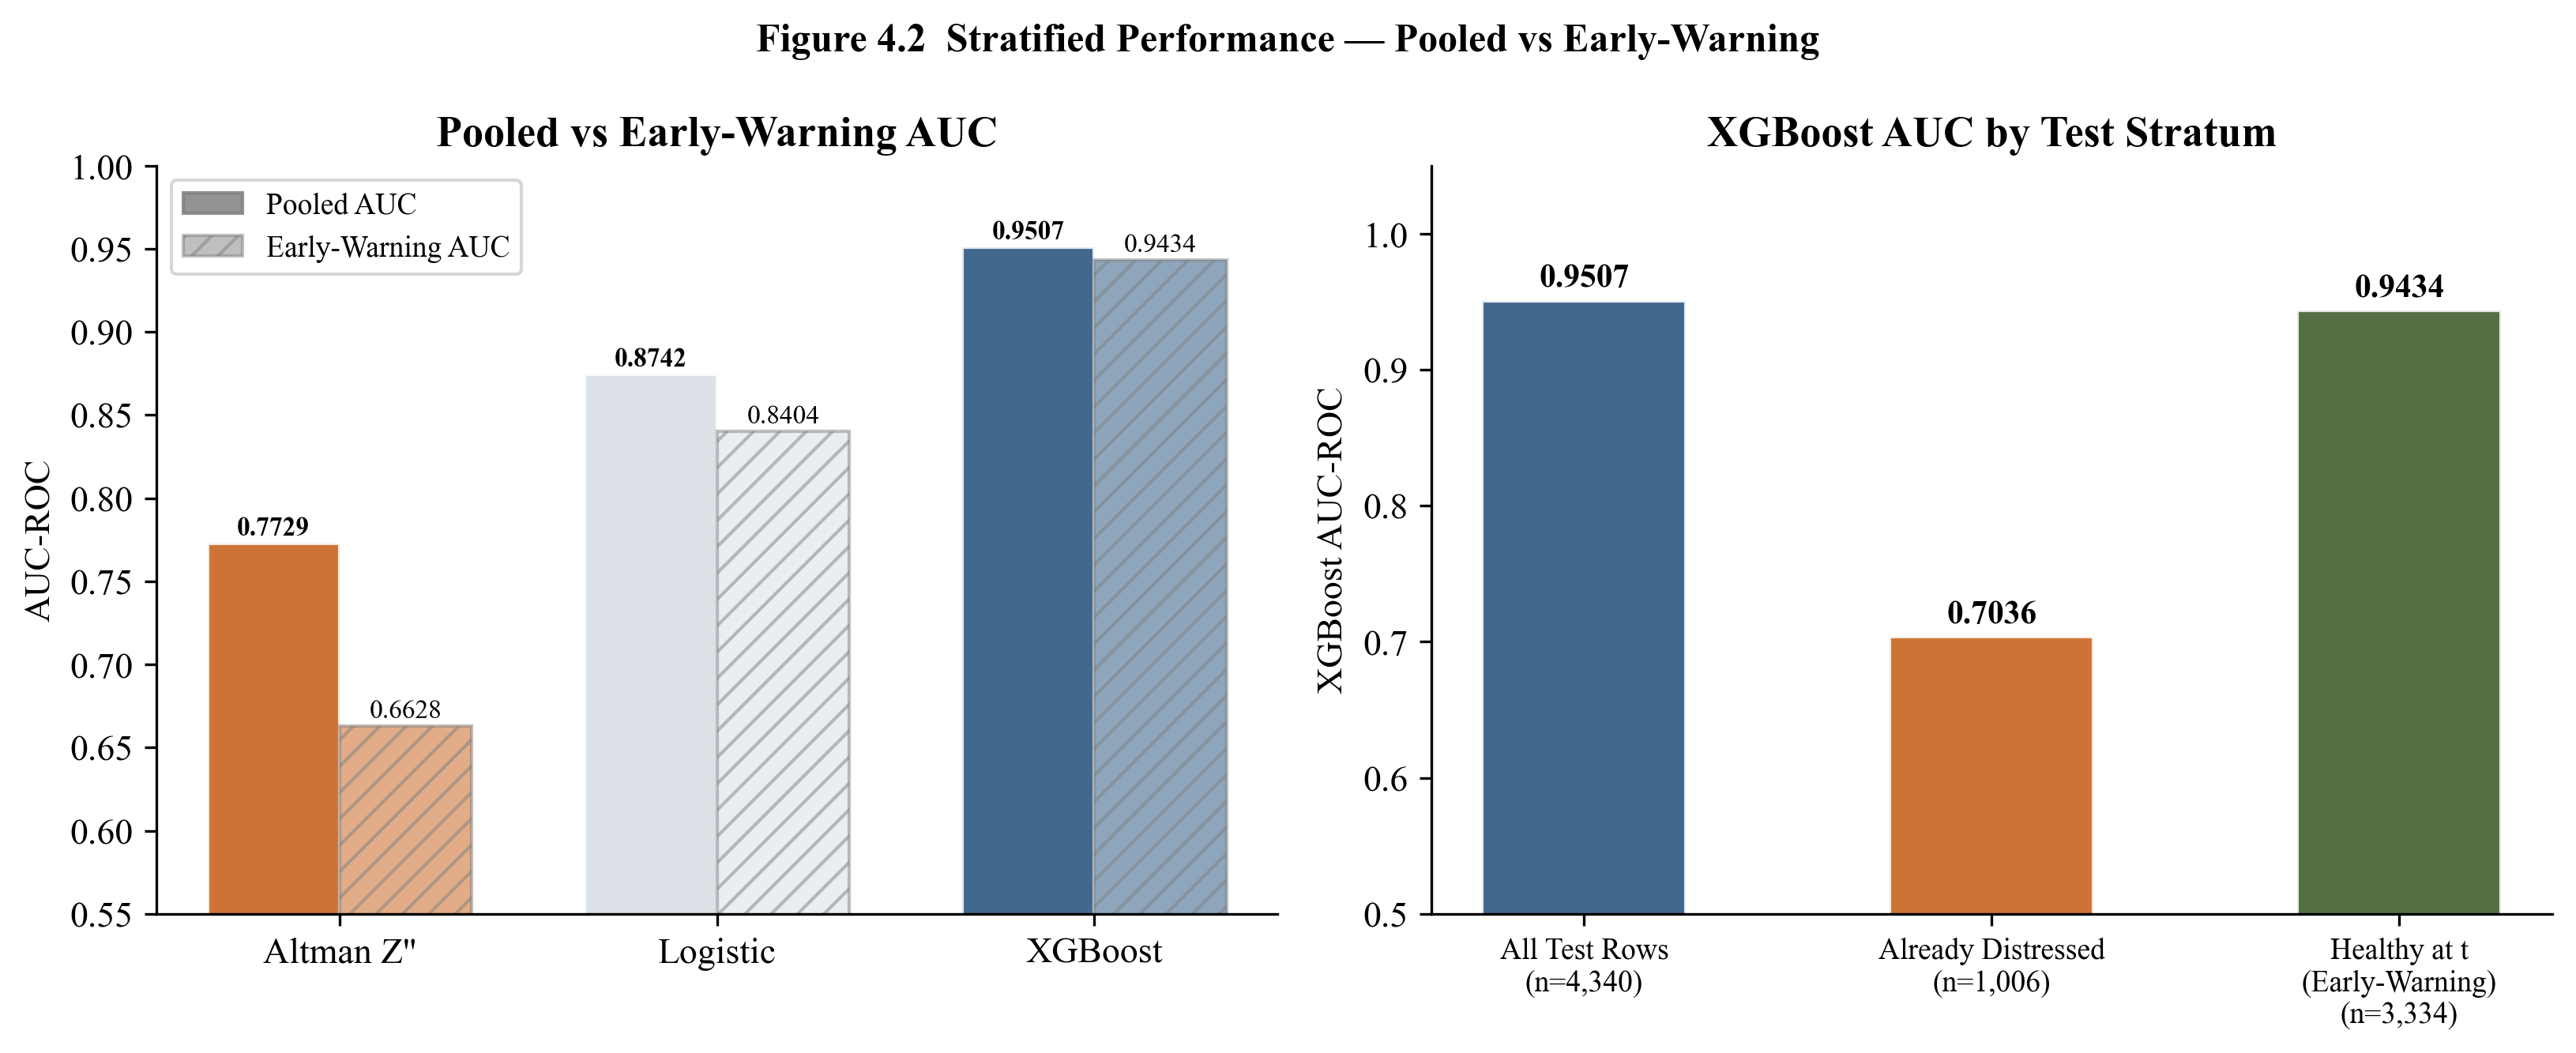 Figure 4.2  Stratified Performance — Pooled vs Early-Warning
Pooled vs Early-Warning AUC
Pooled AUC
Early-Warning AUC
AUC-ROC
1.00
0.95
0.90
0.85
0.80
0.75
0.70
0.65
0.60
0.55
0.7729
0.6628
0.8742
0.8404
0.9507
0.9434
Altman Z"
Logistic
XGBoost
XGBoost AUC by Test Stratum
XGBoost AUC-ROC
1.0
0.9
0.8
0.7
0.6
0.5
0.9507
0.7036
0.9434
All Test Rows
(n=4,340)
Already Distressed
(n=1,006)
Healthy at t
(Early-Warning)
(n=3,334)